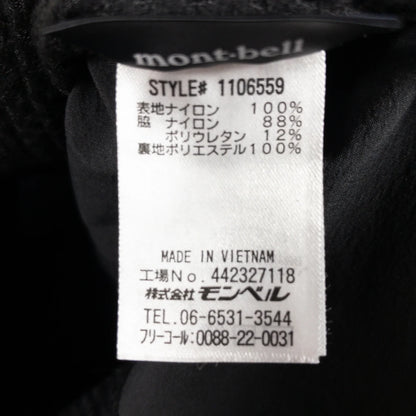 mont-bell
STYLE# 1106559
表地ナイロン 100%
脇 ナイロン 88%
ポリウレタン 12%
裏地ポリエステル100%
MADE IN VIETNAM
工場No. 442327118
株式会社 モンベル
TEL.06-6531-3544
フリーコール:0088-22-0031